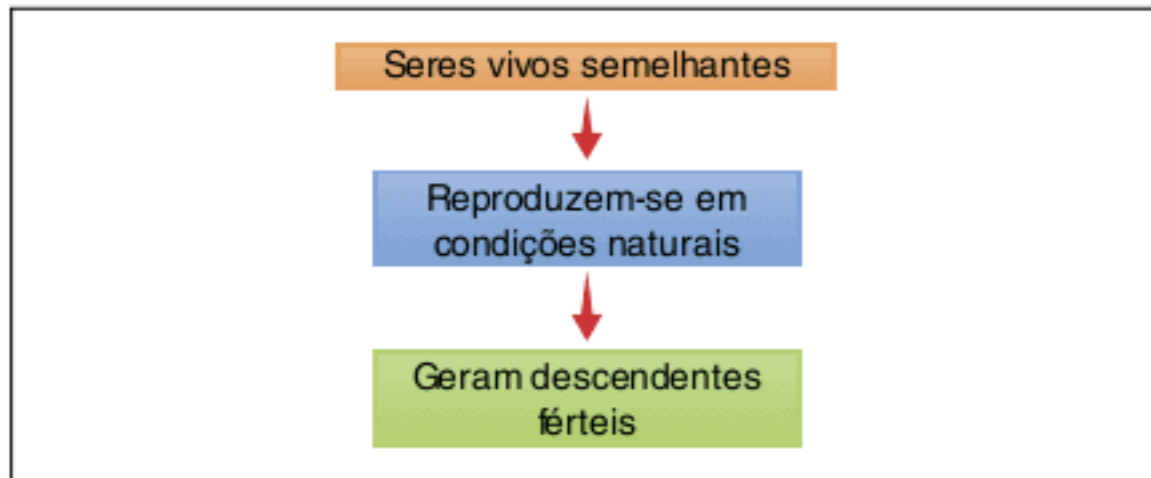 Seres vivos semelhantes
Reproduzem-se em
condições naturais
Geram descendentes
férteis